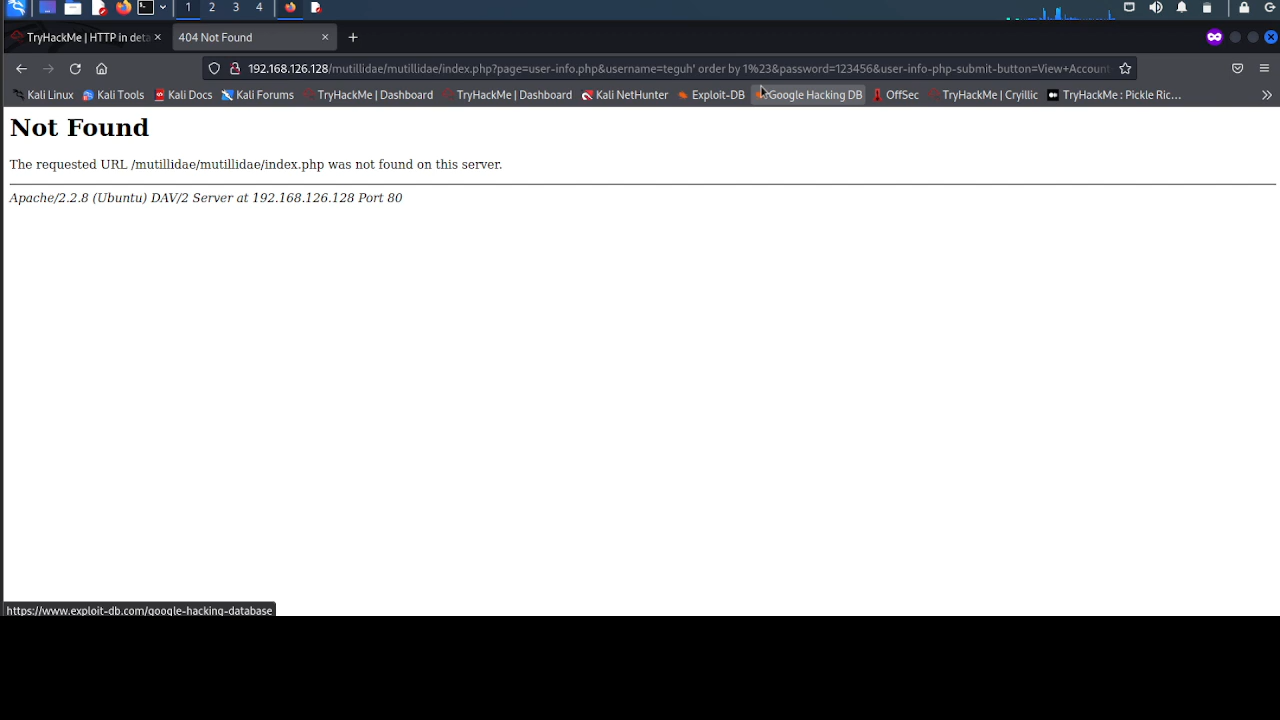 1 2 3 4
TryHackMe | HTTP in deta 404 Not Found
192.168.126.128/mutillidae/mutillidae/index.php?page=user-info.php&username=teguh' order by 1%23&password=123456&user-info-php-submit-button=View+Account
Kali Linux Kali Tools Kali Docs Kali Forums TryHackMe | Dashboard TryHackMe | Dashboard Kali NetHunter Exploit-DB Google Hacking DB OffSec TryHackMe | Cryillic TryHackMe : Pickle Ric...
Not Found
The requested URL /mutillidae/mutillidae/index.php was not found on this server.
Apache/2.2.8 (Ubuntu) DAV/2 Server at 192.168.126.128 Port 80
https://www.exploit-db.com/google-hacking-database